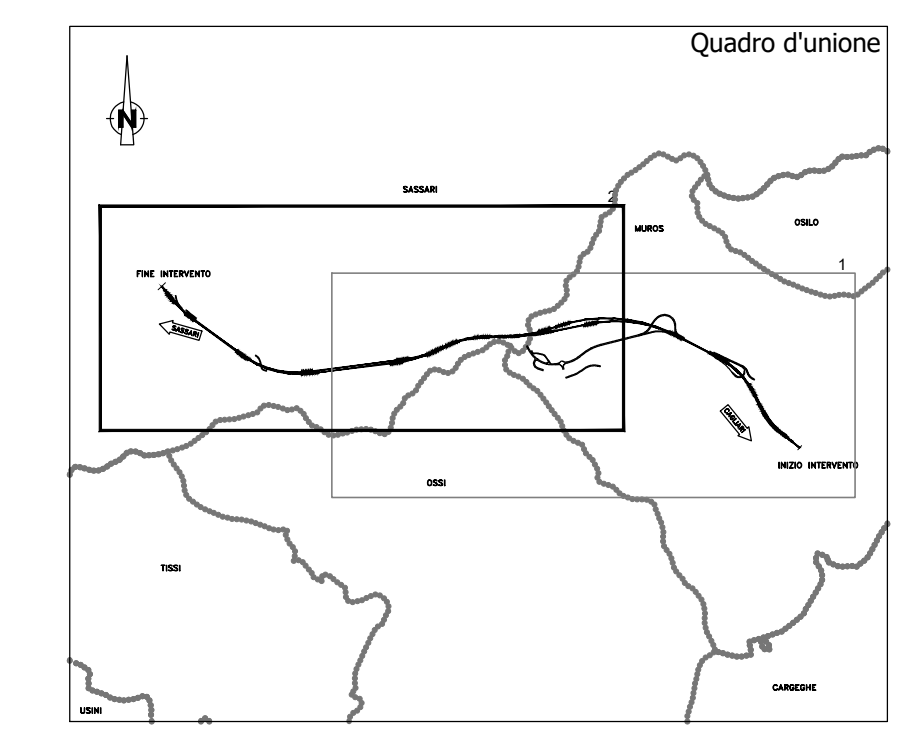 Quadro d'unione
N
SASSARI
2
MUROS
OSILO
1
FINE INTERVENTO
SASSARI
CAGLIARI
INIZIO INTERVENTO
OSSI
TISSI
CARGEGHE
USINI